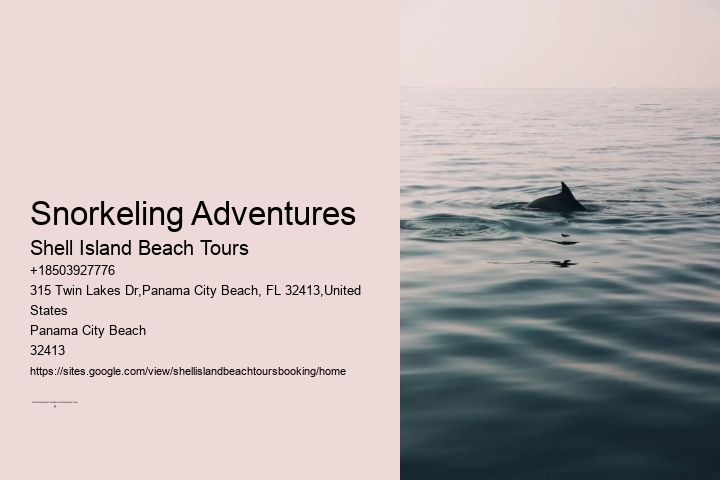 Snorkeling Adventures
Shell Island Beach Tours
+18503927776
315 Twin Lakes Dr,Panama City Beach, FL 32413,United
States
Panama City Beach
32413
https://sites.google.com/view/shellislandbeachtoursbooking/home